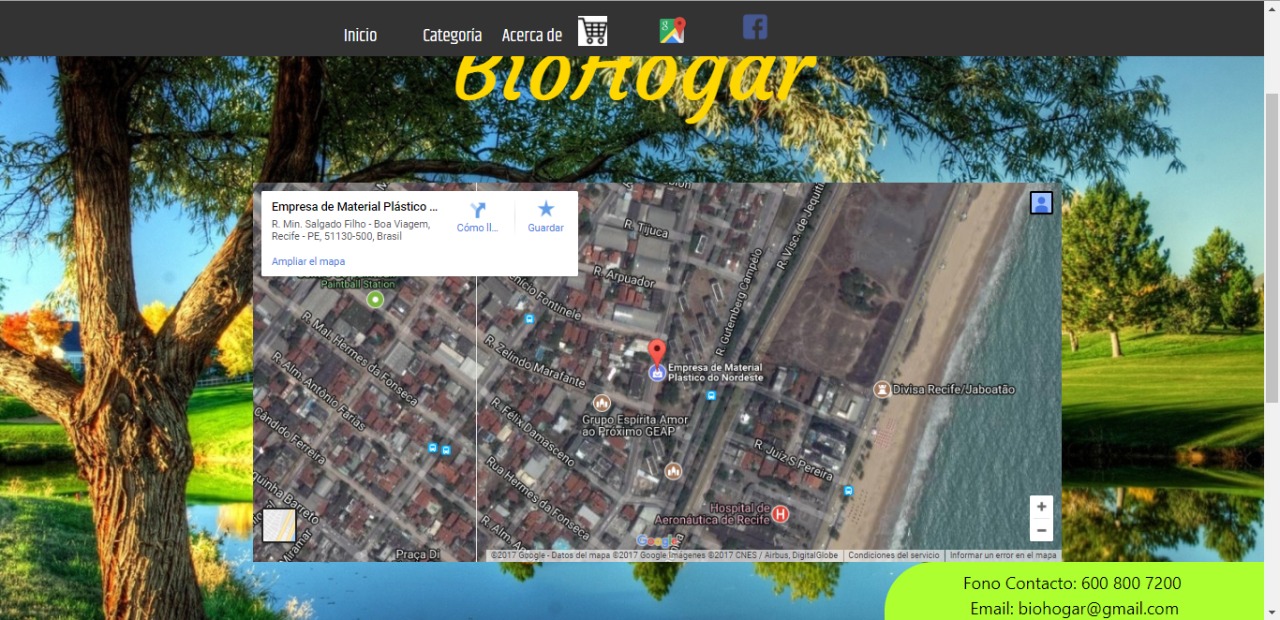 Inicio
Categoria
Acerca de
BioHogar
Empresa de Material Plástico ...
R. Min. Salgado Filho - Boa Viagem,
Recife - PE, 51130-500, Brasil
Cómo ll...
Guardar
Ampliar el mapa
Paintball Station
R. Tijuca
R. Arpuador
R. Visc. de Jequiti
R. Gutemberg Campelo
Fontinele
R. Mal. Hermes da Fonseca
R. Zelindo Marafante
R. Alm. Antônio Farias
Empresa de Material
Plástico do Nordeste
Divisa Recife/Jaboatão
Grupo Espírita Amor
ao Próximo GEAP
Cândido Ferreira
R. Félix Damasceno
R. Juiz S Pereira
Rua Hermes da Fonseca
Barreto
Hospital de
Aeronáutica de Recife
R. Alm.
Google
Praça Di
©2017 Google - Datos del mapa ©2017 Google Imágenes ©2017 CNES / Airbus, DigitalGlobe
Condiciones del servicio
Informar un error en el mapa
Fono Contacto: 600 800 7200
Email: biohogar@gmail.com